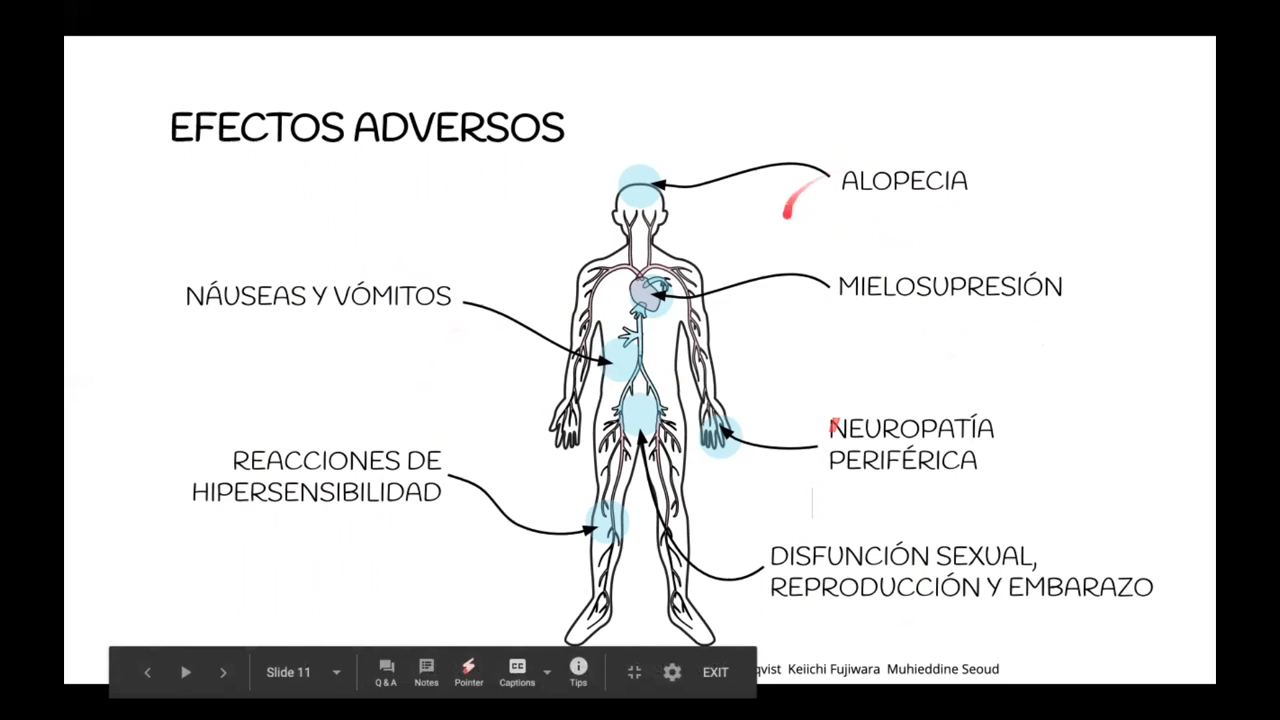 EFECTOS ADVERSOS
ALOPECIA
NÁUSEAS Y VÓMITOS
MIELOSUPRESIÓN
NEUROPATÍA
PERIFÉRICA
REACCIONES DE
HIPERSENSIBILIDAD
DISFUNCIÓN SEXUAL,
REPRODUCCIÓN Y EMBARAZO
Keiichi Fujiwara Muhieddine Seoud
Slide 11
Q & A
Notes
Pointer
CC
Captions
Tips
EXIT